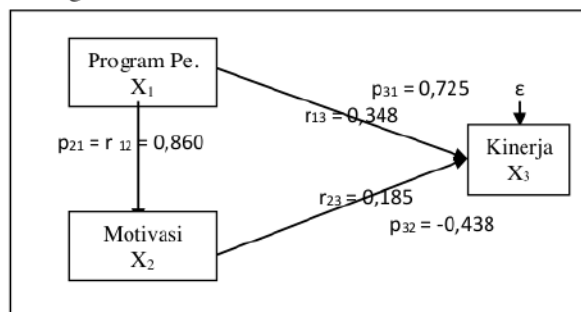 Program Pe.
X₁
p₃₁ = 0,725
r₁₃ = 0,348
ε
p₂₁ = r ₁₂ = 0,860
Kinerja
X₃
r₂₃ = 0,185
p₃₂ = -0,438
Motivasi
X₂